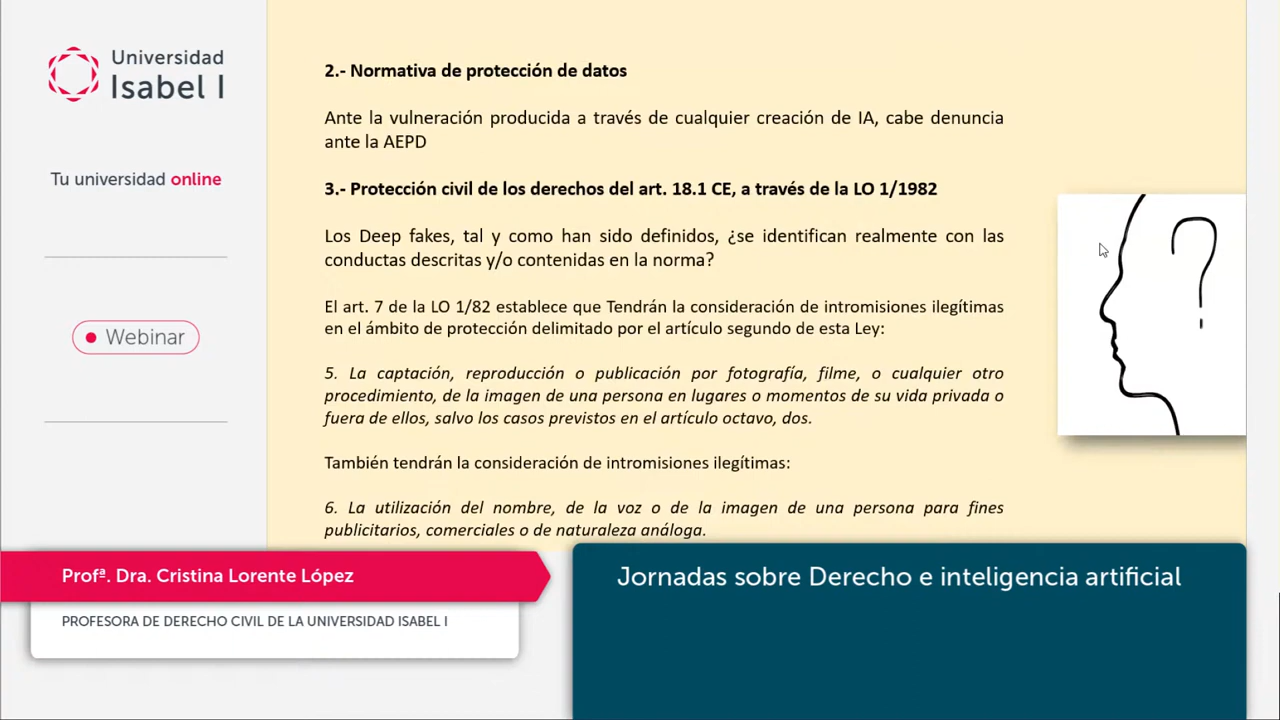 Universidad
Isabel I
Tu universidad online
Webinar
2.- Normativa de protección de datos
Ante la vulneración producida a través de cualquier creación de IA, cabe denuncia
ante la AEPD
3.- Protección civil de los derechos del art. 18.1 CE, a través de la LO 1/1982
Los Deep fakes, tal y como han sido definidos, ¿se identifican realmente con las
conductas descritas y/o contenidas en la norma?
El art. 7 de la LO 1/82 establece que Tendrán la consideración de intromisiones ilegítimas
en el ámbito de protección delimitado por el artículo segundo de esta Ley:
5. La captación, reproducción o publicación por fotografía, filme, o cualquier otro
procedimiento, de la imagen de una persona en lugares o momentos de su vida privada o
fuera de ellos, salvo los casos previstos en el artículo octavo, dos.
También tendrán la consideración de intromisiones ilegítimas:
6. La utilización del nombre, de la voz o de la imagen de una persona para fines
publicitarios, comerciales o de naturaleza análoga.
?
Profª. Dra. Cristina Lorente López
PROFESORA DE DERECHO CIVIL DE LA UNIVERSIDAD ISABEL I
Jornadas sobre Derecho e inteligencia artificial